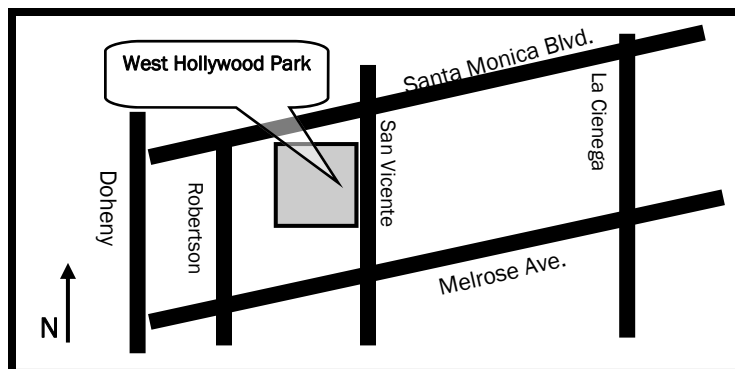 West Hollywood Park
Santa Monica Blvd.
La Cienega
San Vicente
Doheny
Robertson
Melrose Ave.
N